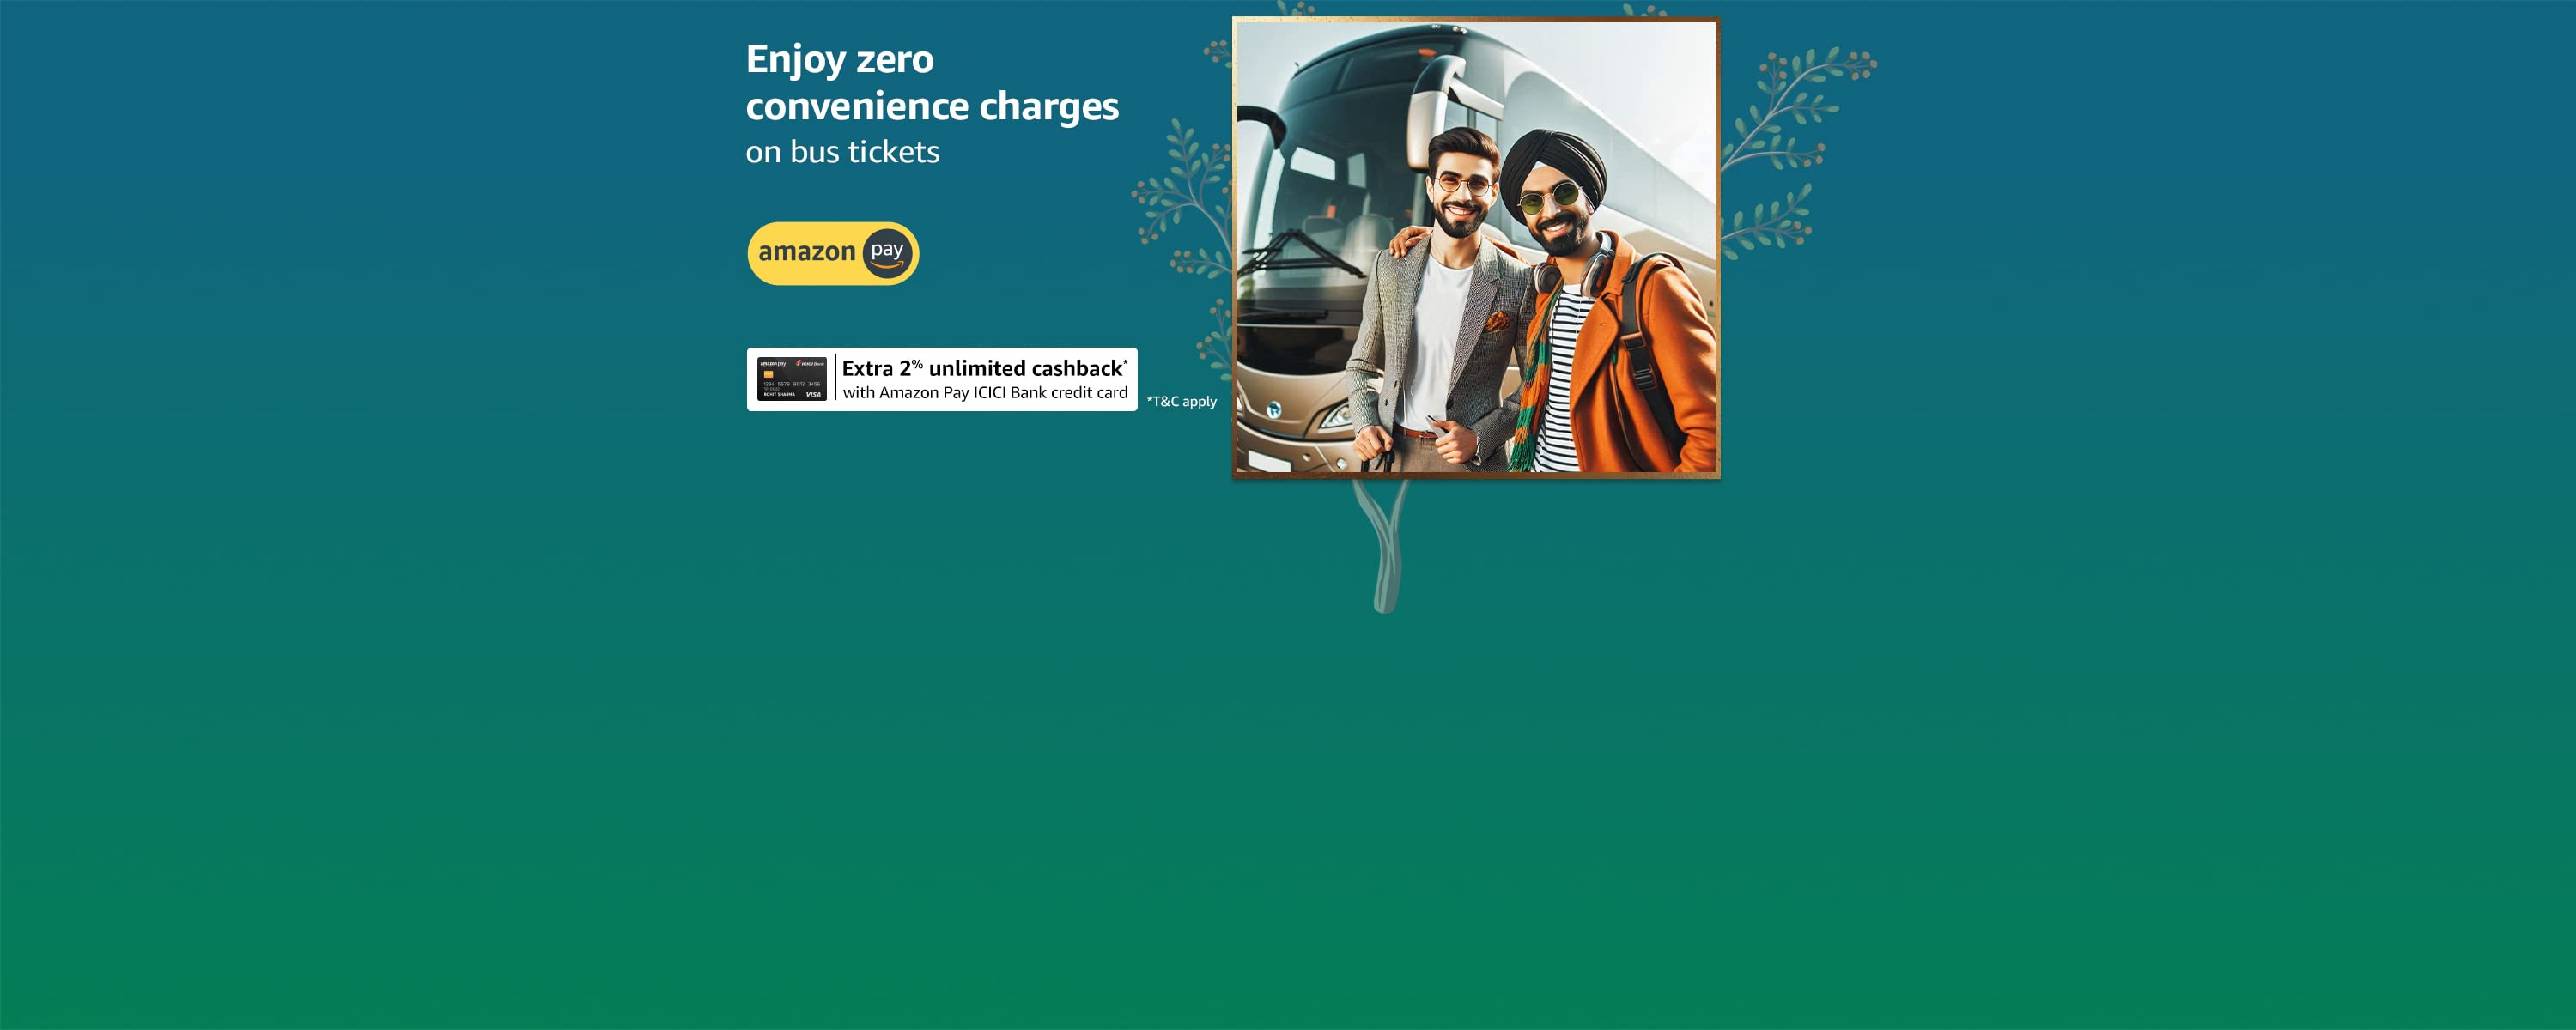 Enjoy zero
convenience charges
on bus tickets
amazon pay
amazon pay ICICI Bank
1234 5678 9012 3456
ROHIT SHARMA VISA
Extra 2% unlimited cashback*
with Amazon Pay ICICI Bank credit card
*T&C apply